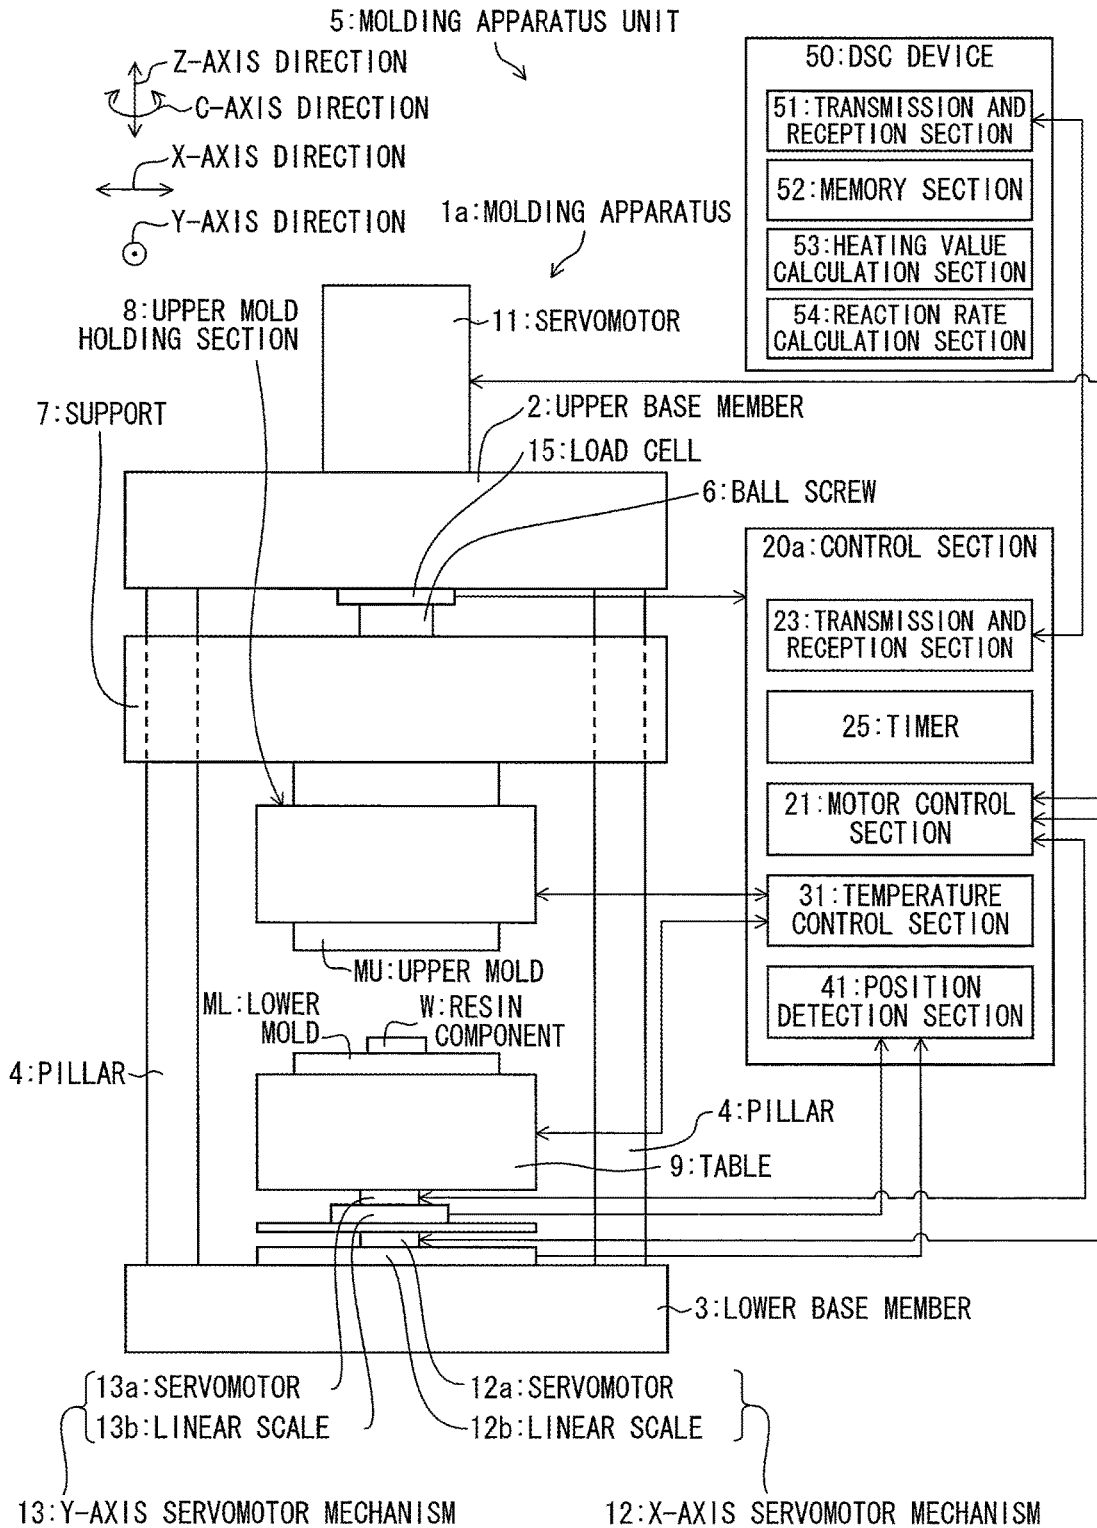 5:MOLDING APPARATUS UNIT
Z-AXIS DIRECTION
C-AXIS DIRECTION
X-AXIS DIRECTION
Y-AXIS DIRECTION
1a:MOLDING APPARATUS
50:DSC DEVICE
51:TRANSMISSION AND
RECEPTION SECTION
52:MEMORY SECTION
53:HEATING VALUE
CALCULATION SECTION
54:REACTION RATE
CALCULATION SECTION
8:UPPER MOLD
HOLDING SECTION
11:SERVOMOTOR
7:SUPPORT
2:UPPER BASE MEMBER
15:LOAD CELL
6:BALL SCREW
20a:CONTROL SECTION
23:TRANSMISSION AND
RECEPTION SECTION
25:TIMER
21:MOTOR CONTROL
SECTION
31:TEMPERATURE
CONTROL SECTION
41:POSITION
DETECTION SECTION
MU:UPPER MOLD
ML:LOWER
MOLD
W:RESIN
COMPONENT
4:PILLAR
4:PILLAR
9:TABLE
3:LOWER BASE MEMBER
13a:SERVOMOTOR
13b:LINEAR SCALE
12a:SERVOMOTOR
12b:LINEAR SCALE
13:Y-AXIS SERVOMOTOR MECHANISM
12:X-AXIS SERVOMOTOR MECHANISM